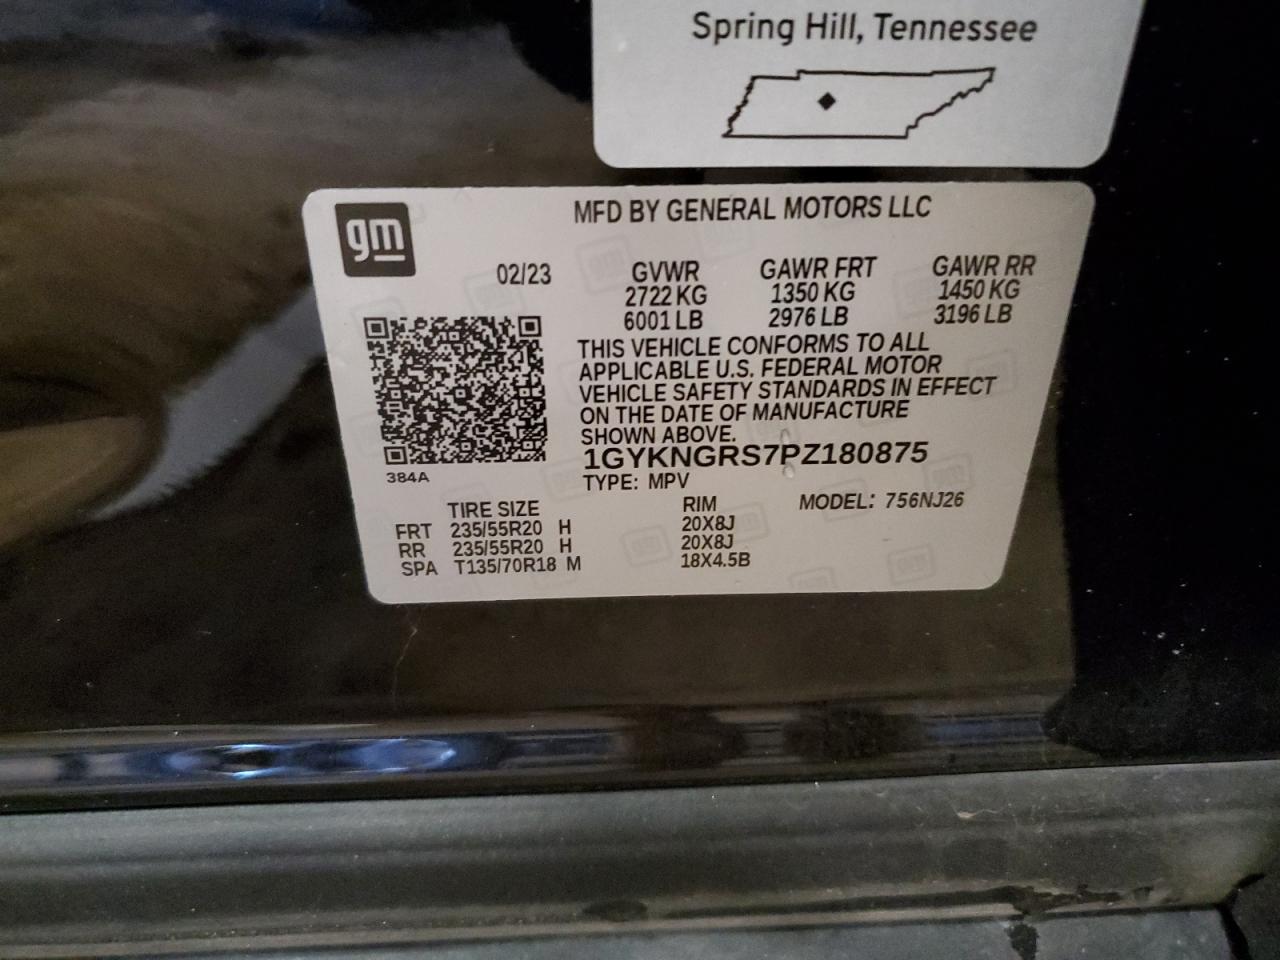 Spring Hill, Tennessee
gm
MFD BY GENERAL MOTORS LLC
02/23 GVWR GAWR FRT GAWR RR
2722 KG 1350 KG 1450 KG
6001 LB 2976 LB 3196 LB
THIS VEHICLE CONFORMS TO ALL
APPLICABLE U.S. FEDERAL MOTOR
VEHICLE SAFETY STANDARDS IN EFFECT
ON THE DATE OF MANUFACTURE
SHOWN ABOVE.
1GYKNGRS7PZ180875
384A
TYPE: MPV
TIRE SIZE RIM MODEL: 756NJ26
FRT 235/55R20 H 20X8J
RR 235/55R20 H 20X8J
SPA T135/70R18 M 18X4.5B